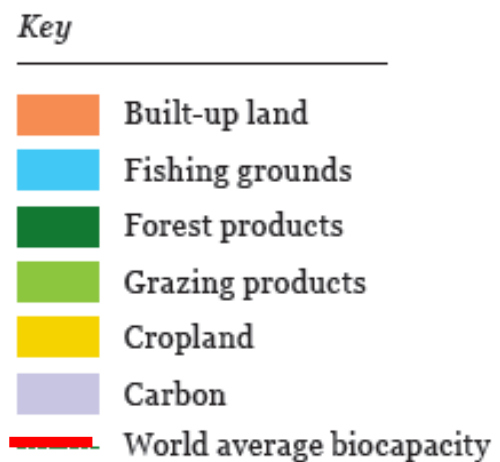 Key
Built-up land
Fishing grounds
Forest products
Grazing products
Cropland
Carbon
World average biocapacity